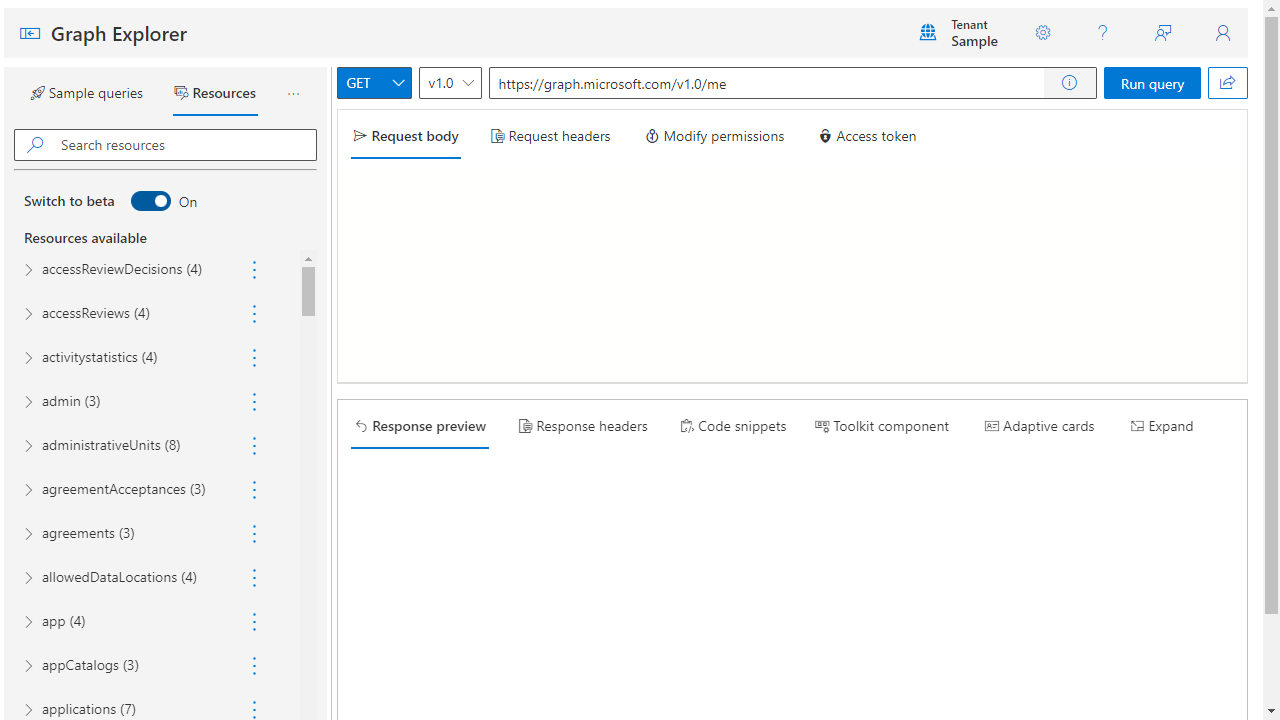 Graph Explorer
Tenant
Sample
Sample queries
Resources
GET
v1.0
https://graph.microsoft.com/v1.0/me
Run query
Search resources
Request body
Request headers
Modify permissions
Access token
Switch to beta
On
Resources available
accessReviewDecisions (4)
accessReviews (4)
activitystatistics (4)
admin (3)
administrativeUnits (8)
agreementAcceptances (3)
agreements (3)
allowedDataLocations (4)
app (4)
appCatalogs (3)
applications (7)
Response preview
Response headers
Code snippets
Toolkit component
Adaptive cards
Expand